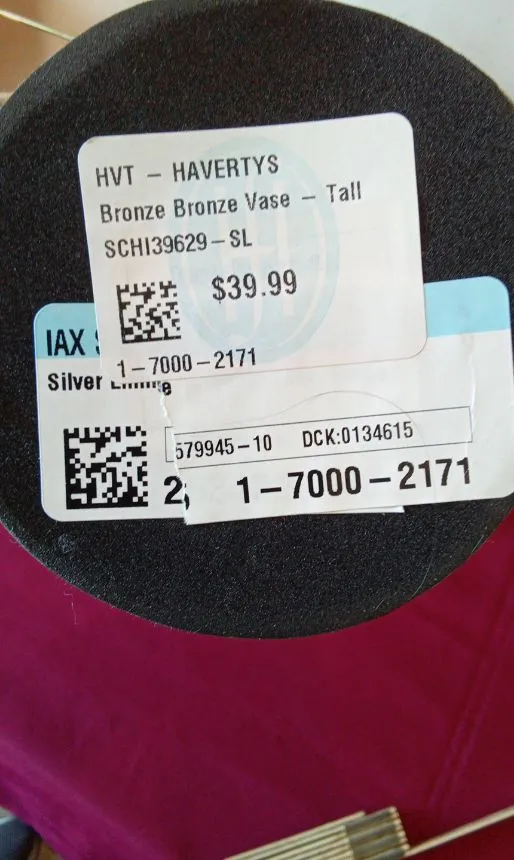 HVT – HAVERTYS
Bronze Bronze Vase – Tall
SCHI39629–SL
$39.99
1–7000–2171
IAX
Silver
579945–10 DCK:0134615
1–7000–2171